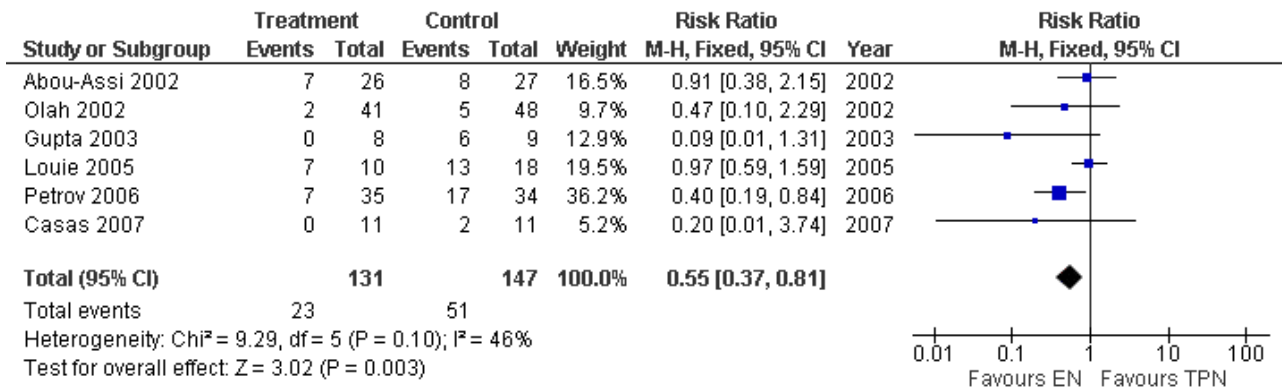 Treatment Control Risk Ratio Risk Ratio
Study or Subgroup Events Total Events Total Weight M-H, Fixed, 95% CI Year M-H, Fixed, 95% CI
Abou-Assi 2002 7 26 8 27 16.5% 0.91 [0.38, 2.15] 2002
Olah 2002 2 41 5 48 9.7% 0.47 [0.10, 2.29] 2002
Gupta 2003 0 8 6 9 12.9% 0.09 [0.01, 1.31] 2003
Louie 2005 7 10 13 18 19.5% 0.97 [0.59, 1.59] 2005
Petrov 2006 7 35 17 34 36.2% 0.40 [0.19, 0.84] 2006
Casas 2007 0 11 2 11 5.2% 0.20 [0.01, 3.74] 2007
Total (95% CI) 131 147 100.0% 0.55 [0.37, 0.81]
Total events 23 51
Heterogeneity: Chi² = 9.29, df = 5 (P = 0.10); I² = 46%
Test for overall effect: Z = 3.02 (P = 0.003)
0.01 0.1 1 10 100
Favours EN Favours TPN